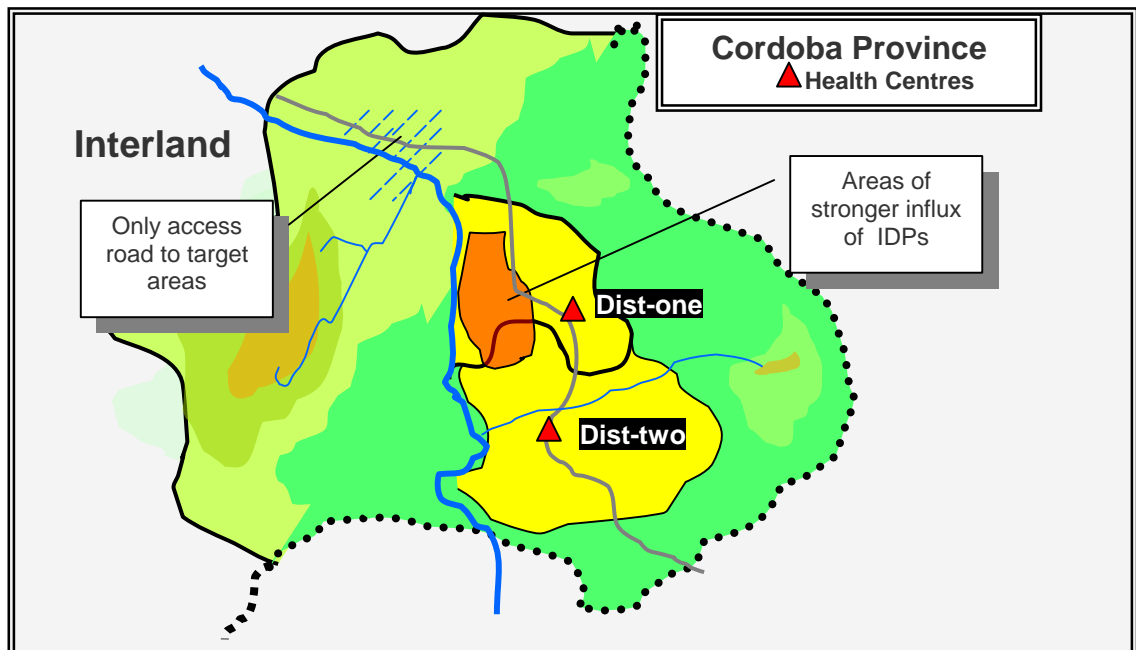 Cordoba Province
Health Centres
Interland
Only access
road to target
areas
Areas of
stronger influx
of IDPs
Dist-one
Dist-two